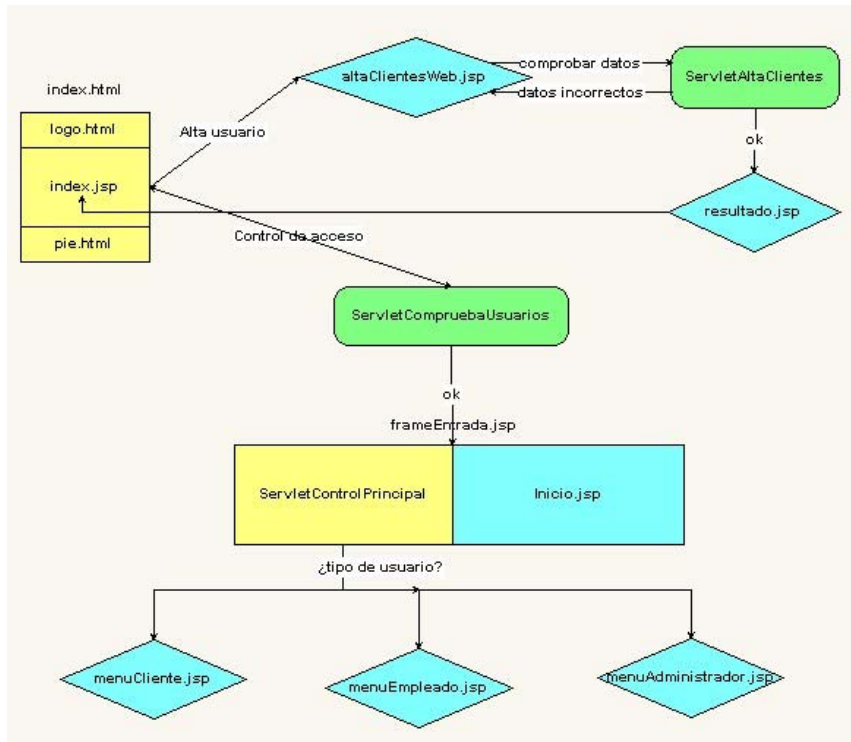 altaClientesWeb.jsp
comprobar datos
datos incorrectos
ServletAltaClientes
index.html
logo.html
index.jsp
pie.html
Alta usuario
ok
resultado.jsp
Control de acceso
ServletCompruebaUsuarios
ok
frameEntrada.jsp
ServletControlPrincipal
Inicio.jsp
¿tipo de usuario?
menuCliente.jsp
menuEmpleado.jsp
menuAdministrador.jsp